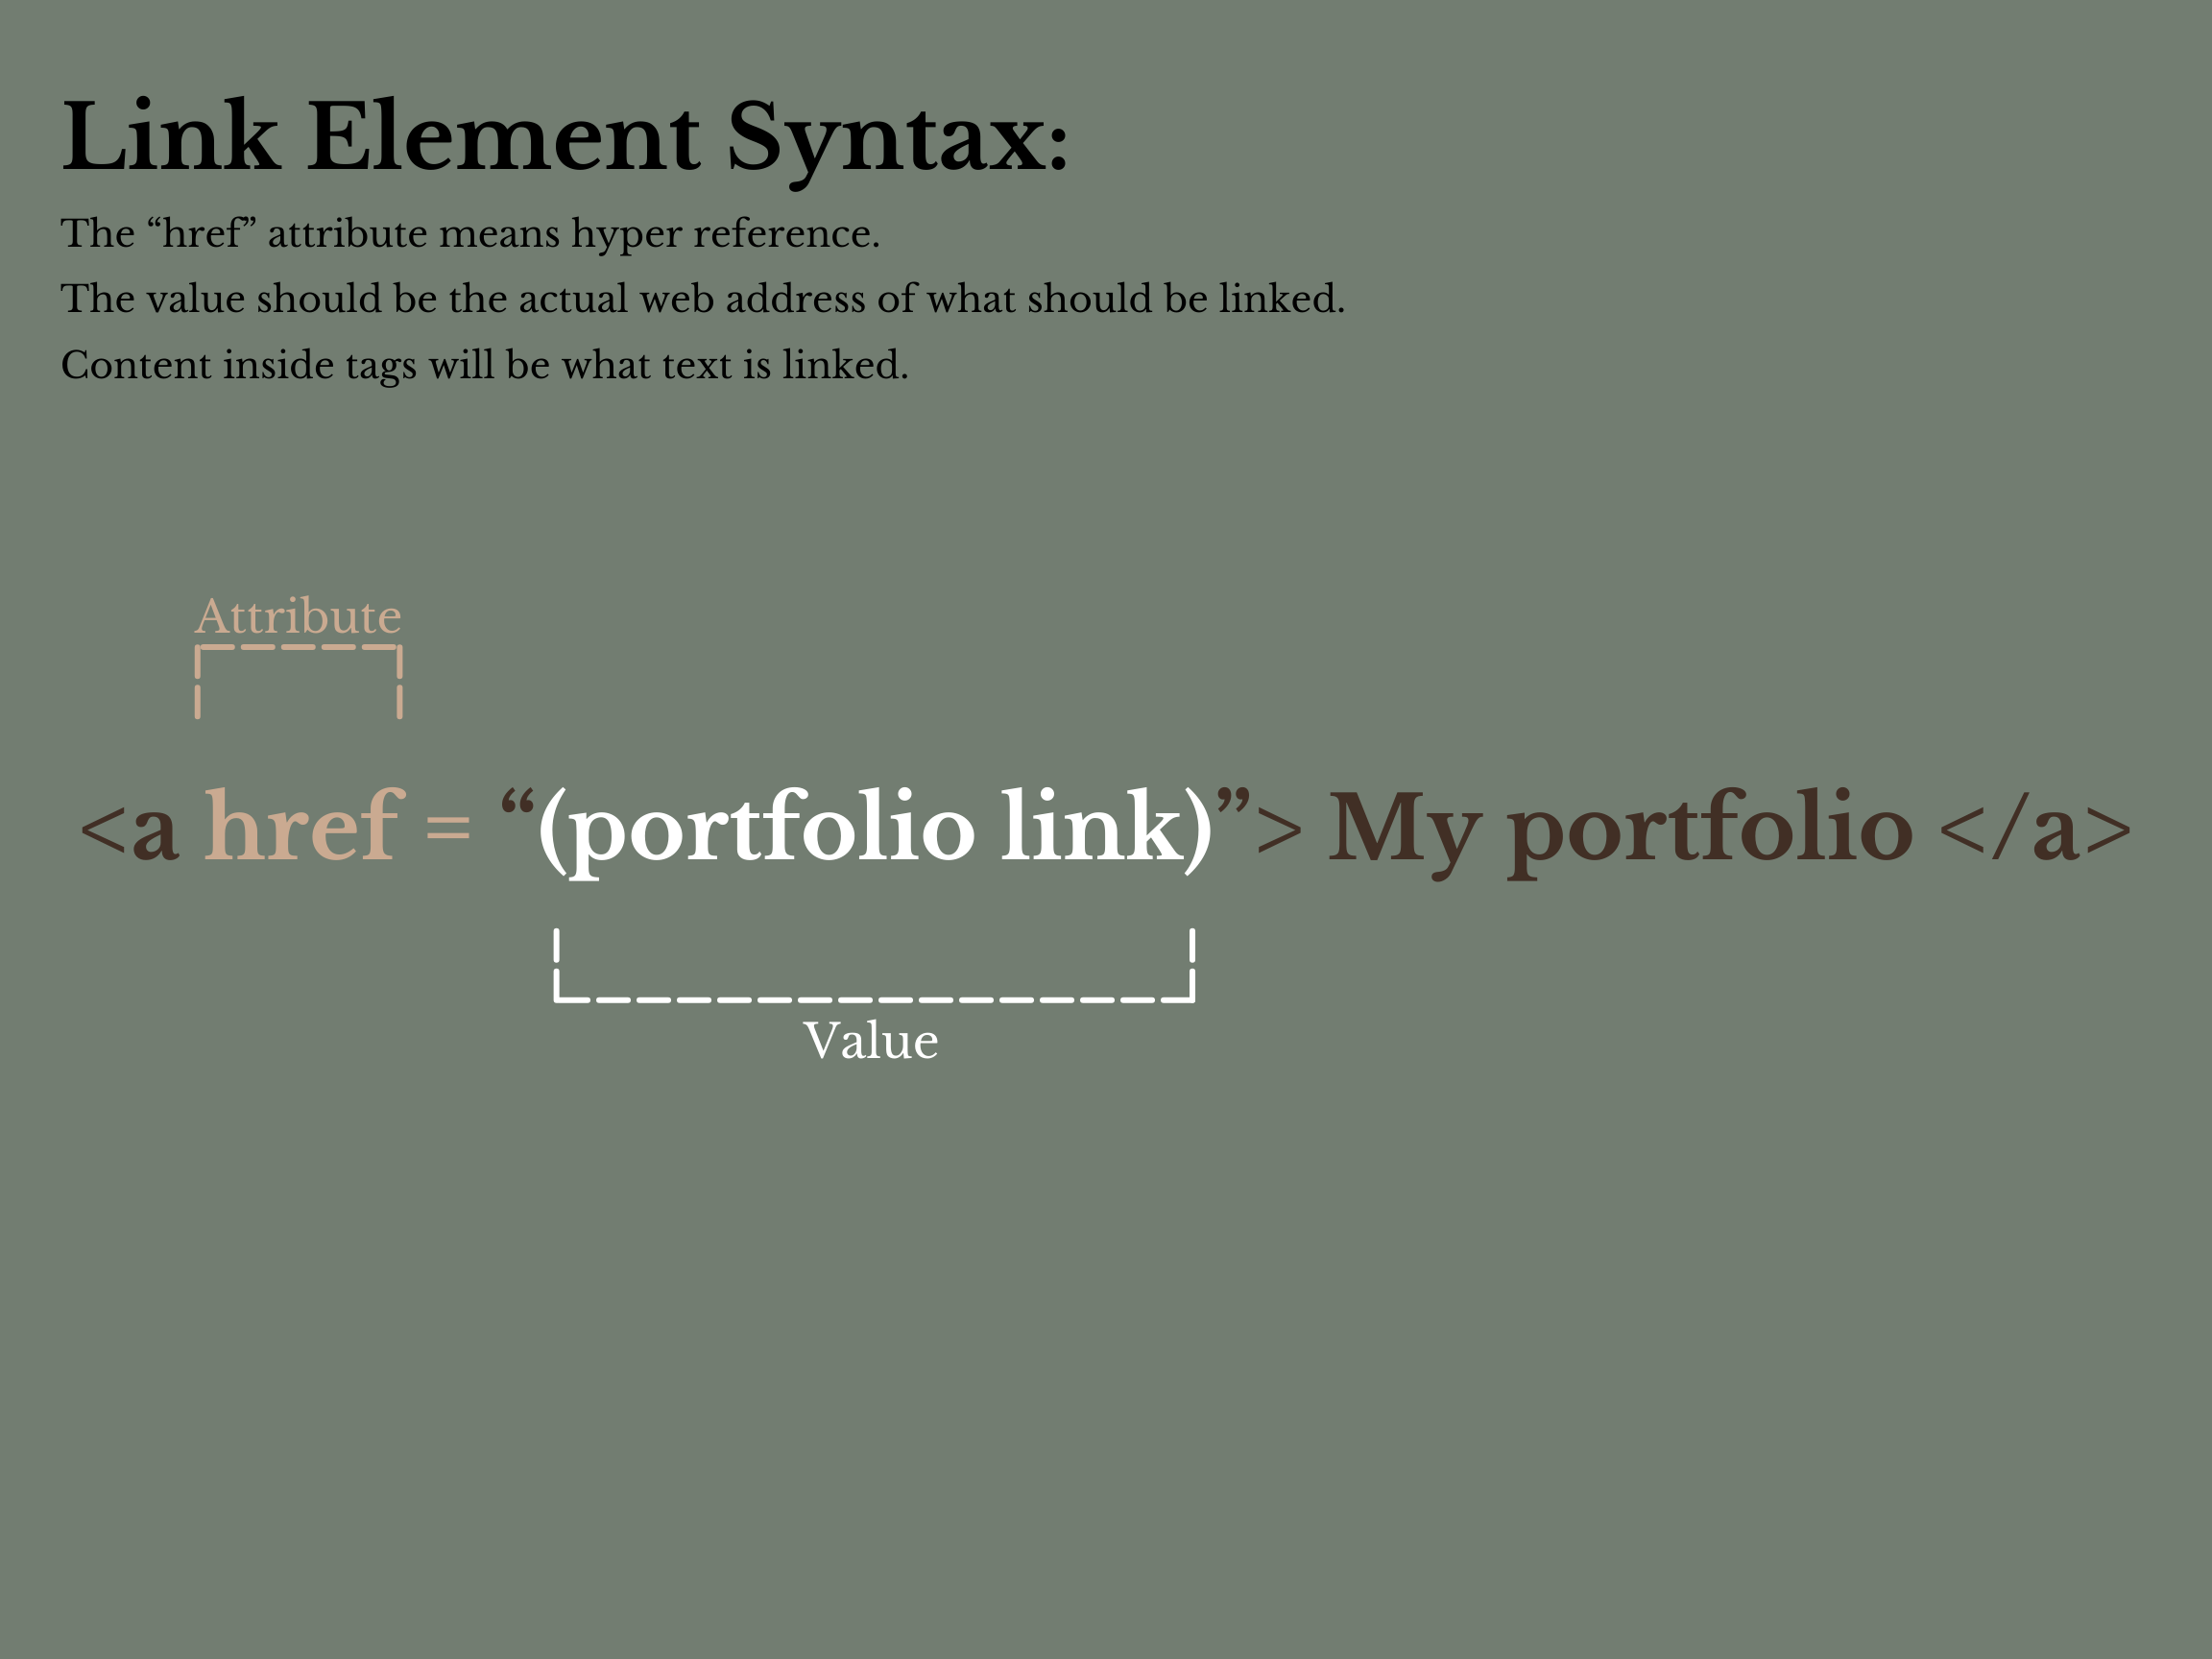 Link Element Syntax:
The “href” attribute means hyper reference.
The value should be the actual web address of what should be linked.
Content inside tags will be what text is linked.
Attribute
<a href = “(portfolio link)”> My portfolio </a>
Value